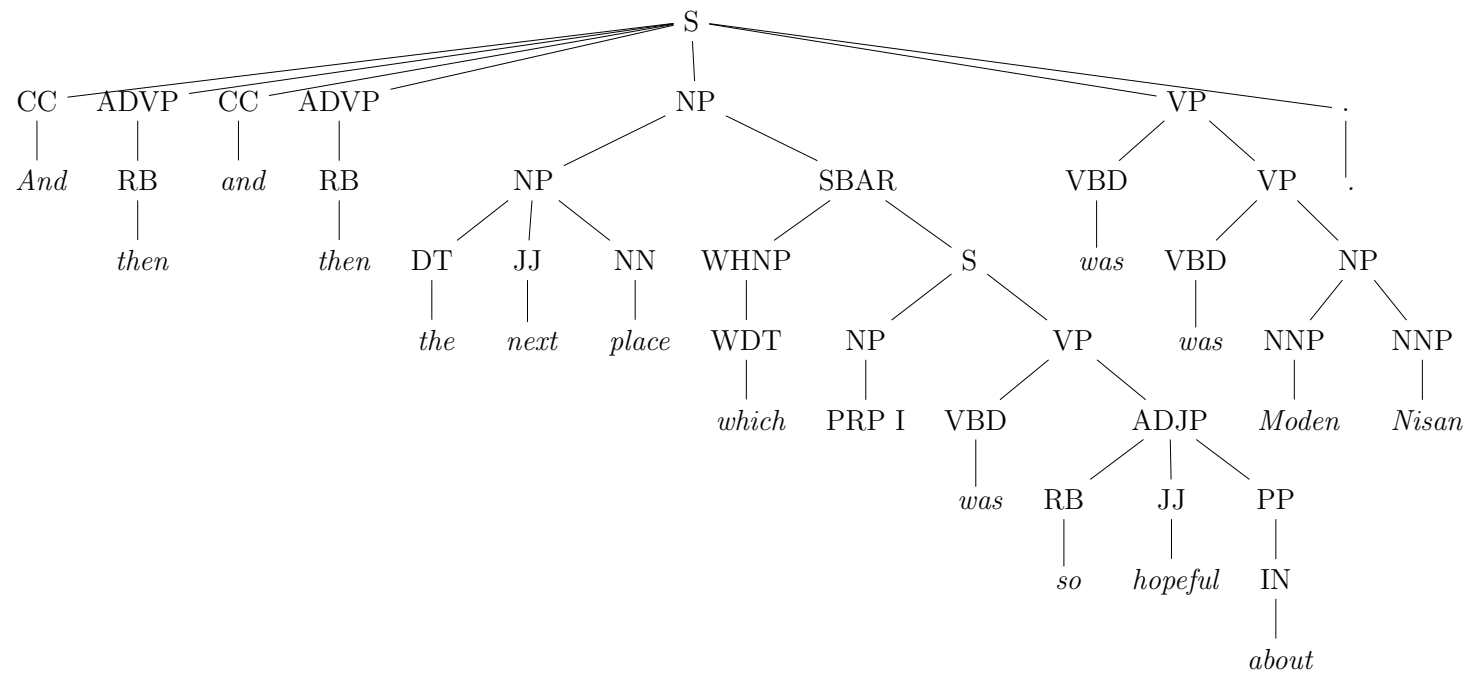 S
CC ADVP CC ADVP NP VP .
And RB and RB NP SBAR VBD VP .
then then DT JJ NN WHNP S was VBD NP
the next place WDT NP VP was NNP NNP
which PRP I VBD ADJP Moden Nisan
was RB JJ PP
so hopeful IN
about